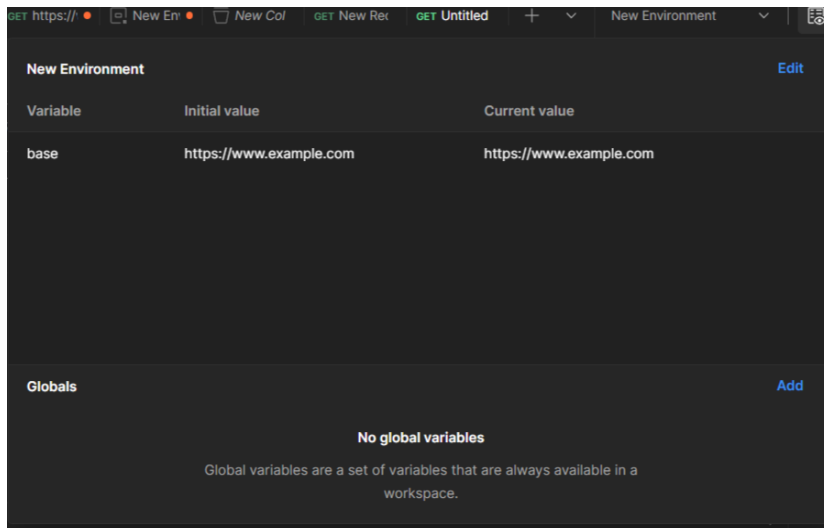 GET https:// New En New Col GET New Rec GET Untitled New Environment
New Environment Edit
Variable Initial value Current value
base https://www.example.com https://www.example.com
Globals Add
No global variables
Global variables are a set of variables that are always available in a
workspace.